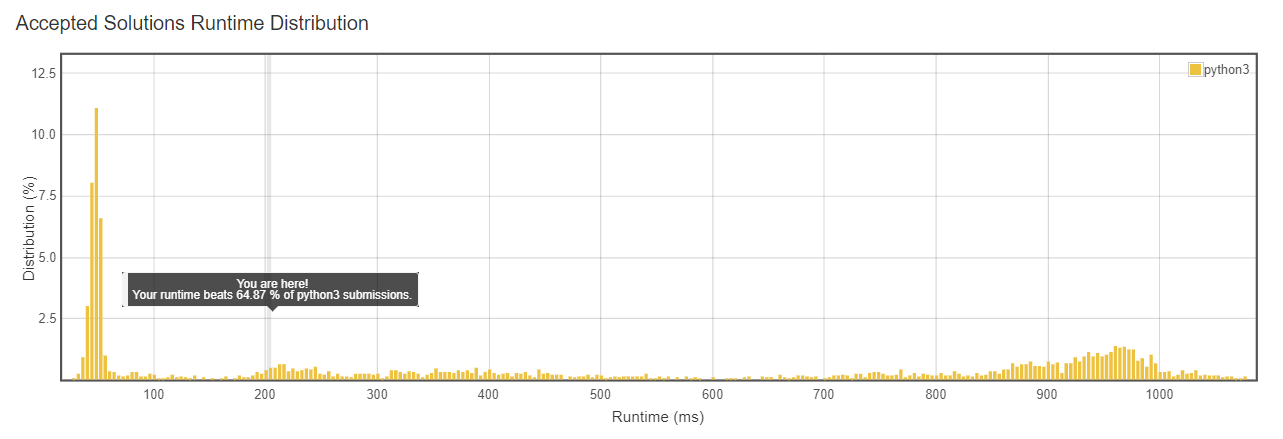 Accepted Solutions Runtime Distribution
12.5
10.0
7.5
5.0
2.5
Distribution (%)
python3
You are here!
Your runtime beats 64.87 % of python3 submissions.
100 200 300 400 500 600 700 800 900 1000
Runtime (ms)